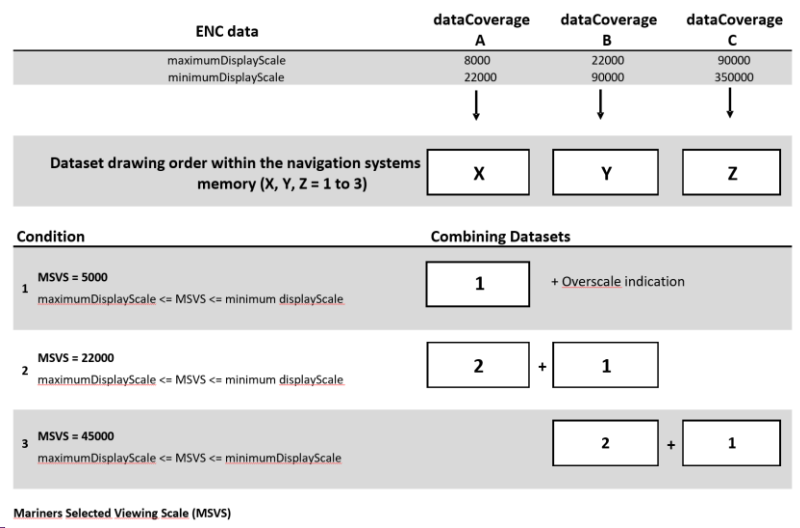 ENC data dataCoverage A dataCoverage B dataCoverage C
maximumDisplayScale 8000 22000 90000
minimumDisplayScale 22000 90000 350000
Dataset drawing order within the navigation systems
memory (X, Y, Z = 1 to 3)
X Y Z
Condition Combining Datasets
1 MSVS = 5000
maximumDisplayScale <= MSVS <= minimum displayScale
1 + Overscale indication
2 MSVS = 22000
maximumDisplayScale <= MSVS <= minimum displayScale
2 + 1
3 MSVS = 45000
maximumDisplayScale <= MSVS <= minimumDisplayScale
2 + 1
Mariners Selected Viewing Scale (MSVS)